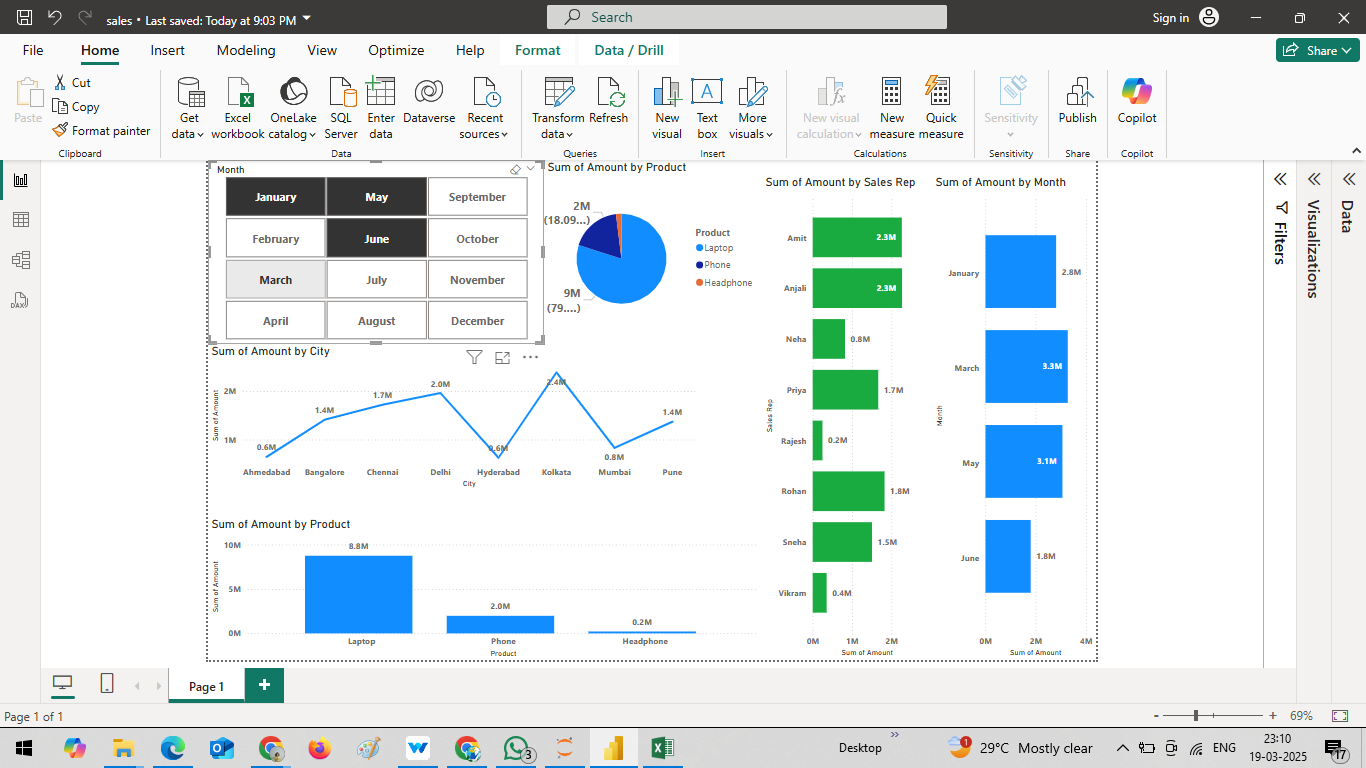 sales • Last saved: Today at 9:03 PM
Search
Sign in
File Home Insert Modeling View Optimize Help Format Data / Drill
Share
Paste
Cut
Copy
Format painter
Get data
Excel workbook
OneLake catalog
SQL Server
Enter data
Dataverse
Recent sources
Transform data
Refresh
New visual
Text box
More visuals
New visual calculation
New measure
Quick measure
Sensitivity
Publish
Copilot
Clipboard
Data
Queries
Insert
Calculations
Sensitivity
Share
Copilot
DAX
Month
January May September
February June October
March July November
April August December
Sum of Amount by Product
2M
(18.09...)
9M
(79....)
Product
Laptop
Phone
Headphone
Sum of Amount by City
Sum of Amount
2M
1M
0.6M
1.4M
1.7M
2.0M
0.6M
2.4M
0.8M
1.4M
Ahmedabad Bangalore Chennai Delhi Hyderabad Kolkata Mumbai Pune
City
Sum of Amount by Product
Sum of Amount
10M
5M
0M
8.8M
2.0M
0.2M
Laptop Phone Headphone
Product
Sum of Amount by Sales Rep
Sales Rep
Amit 2.3M
Anjali 2.3M
Neha 0.8M
Priya 1.7M
Rajesh 0.2M
Rohan 1.8M
Sneha 1.5M
Vikram 0.4M
0M 1M 2M
Sum of Amount
Sum of Amount by Month
Month
January 2.8M
March 3.3M
May 3.1M
June 1.8M
0M 2M 4M
Sum of Amount
Filters
Visualizations
Data
Page 1
Page 1 of 1
69%
3
Desktop
1
29°C Mostly clear
ENG
23:10
19-03-2025
17